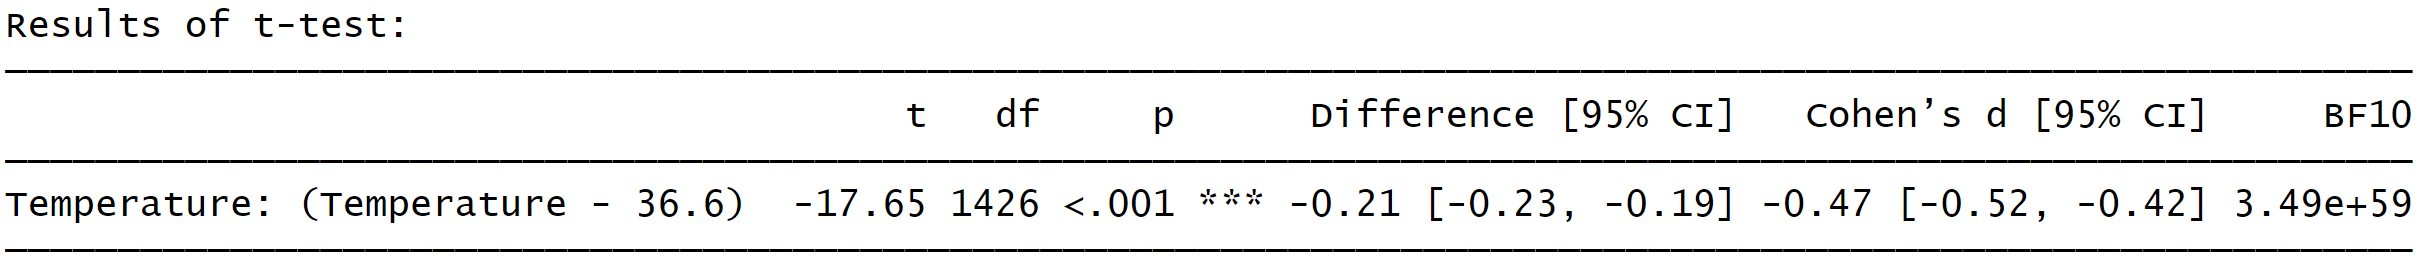 Results of t-test:
t df p Difference [95% CI] Cohen’s d [95% CI] BF10
Temperature: (Temperature - 36.6) -17.65 1426 <.001 *** -0.21 [-0.23, -0.19] -0.47 [-0.52, -0.42] 3.49e+59